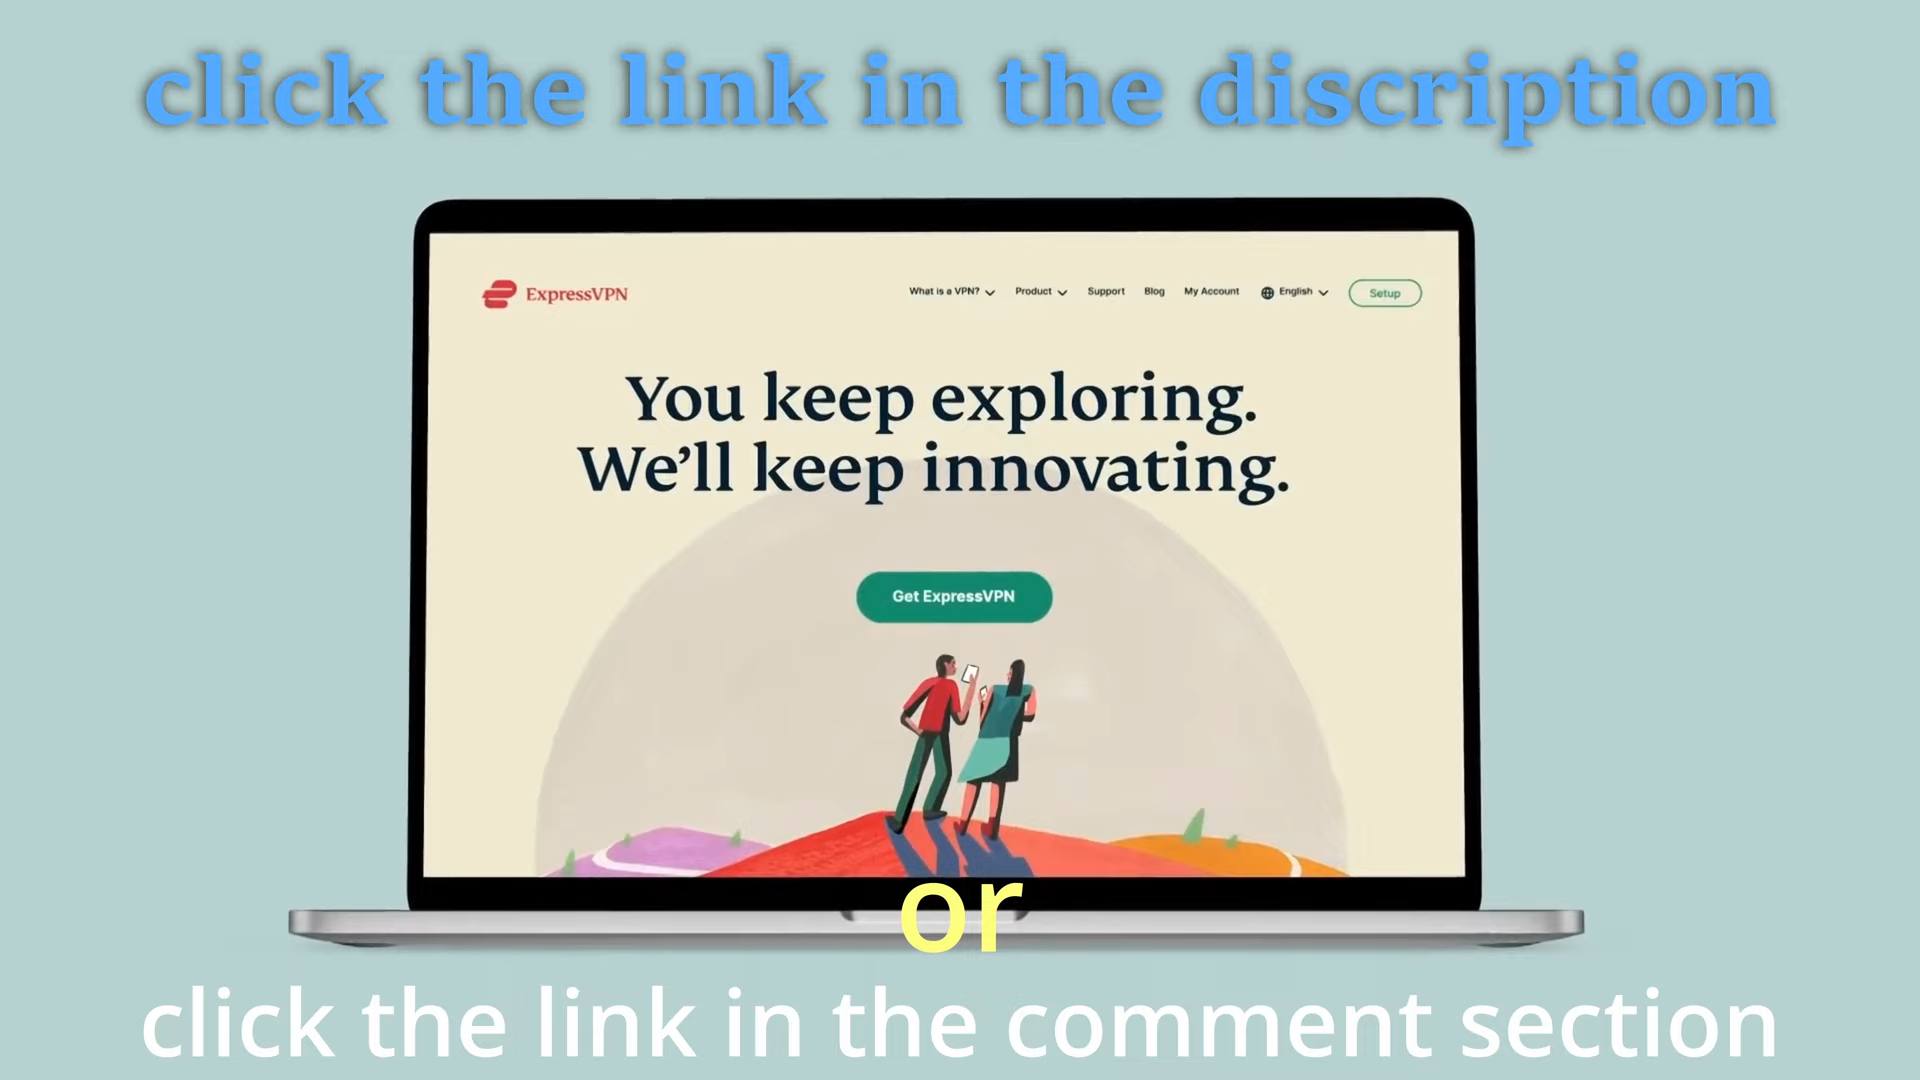 click the link in the discription
ExpressVPN
What is a VPN? Product Support Blog My Account English Setup
You keep exploring.
We'll keep innovating.
Get ExpressVPN
or
click the link in the comment section